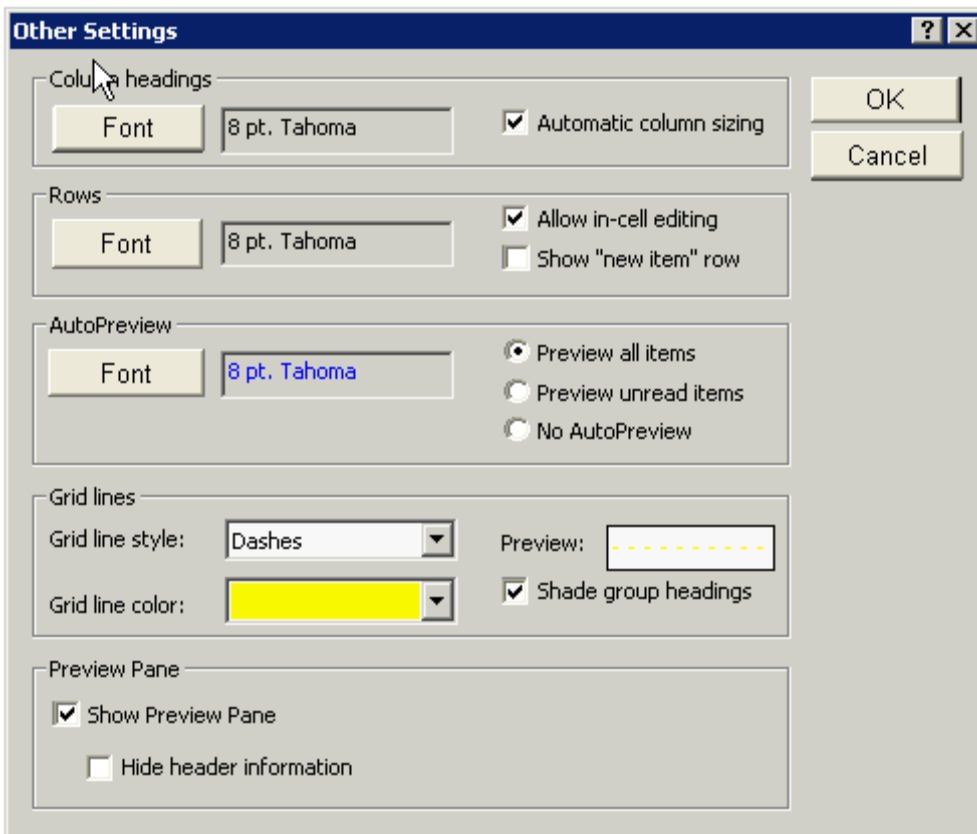 Other Settings
Column headings
Font
8 pt. Tahoma
Automatic column sizing
OK
Cancel
Rows
Font
8 pt. Tahoma
Allow in-cell editing
Show "new item" row
AutoPreview
Font
8 pt. Tahoma
Preview all items
Preview unread items
No AutoPreview
Grid lines
Grid line style:
Dashes
Preview:
Grid line color:
Shade group headings
Preview Pane
Show Preview Pane
Hide header information